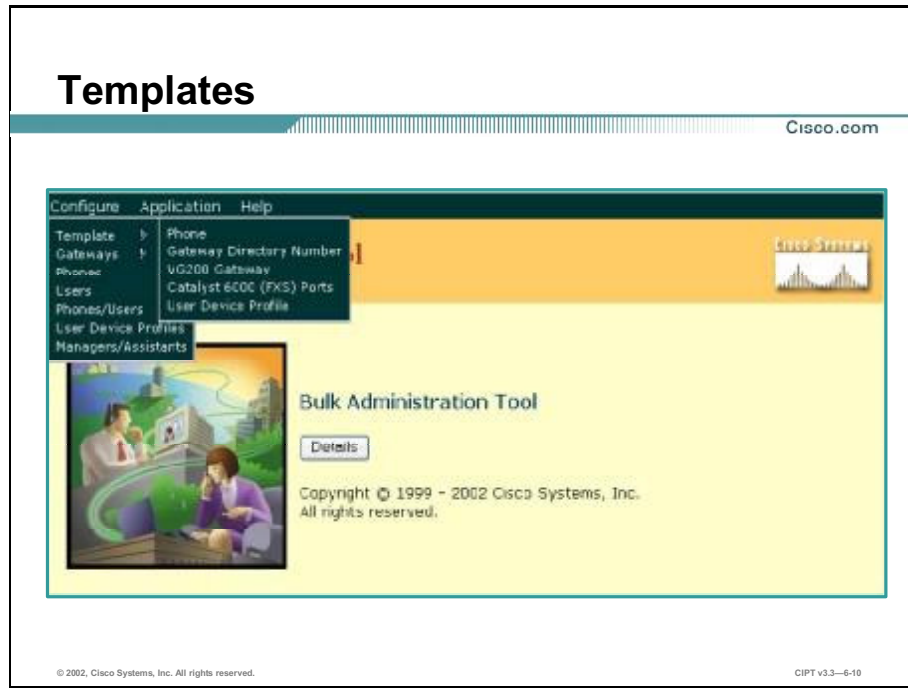 Templates
Cisco.com
Configure Application Help
Template
Gateways
Phones
Users
Phones/Users
User Device Profiles
Managers/Assistants
Phone
Gateway Directory Number
VG200 Gateway
Catalyst 6000 (FXS) Ports
User Device Profile
Cisco Systems
Bulk Administration Tool
Details
Copyright © 1999 - 2002 Cisco Systems, Inc.
All rights reserved.
© 2002, Cisco Systems, Inc. All rights reserved.
CIPT v3.3—6-10